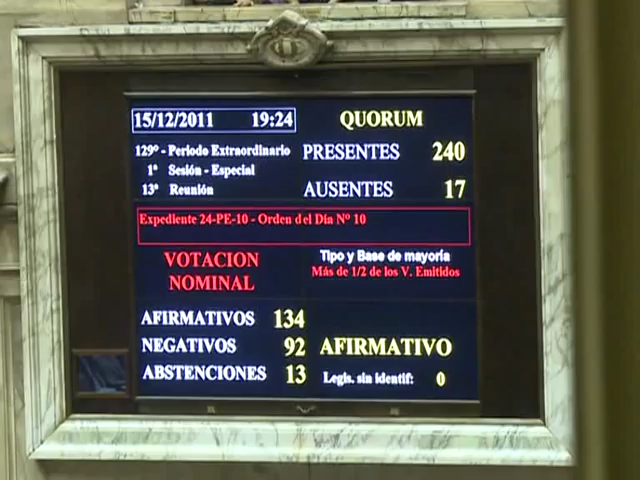 15/12/2011 19:24 QUORUM
129º - Periodo Extraordinario
1ª Sesión - Especial
13ª Reunión
PRESENTES 240
AUSENTES 17
Expediente 24-PE-10 - Orden del Día Nº 10
VOTACION NOMINAL
Tipo y Base de mayoría
Más de 1/2 de los V. Emitidos
AFIRMATIVOS 134
NEGATIVOS 92
ABSTENCIONES 13
AFIRMATIVO
Legis. sin identif: 0